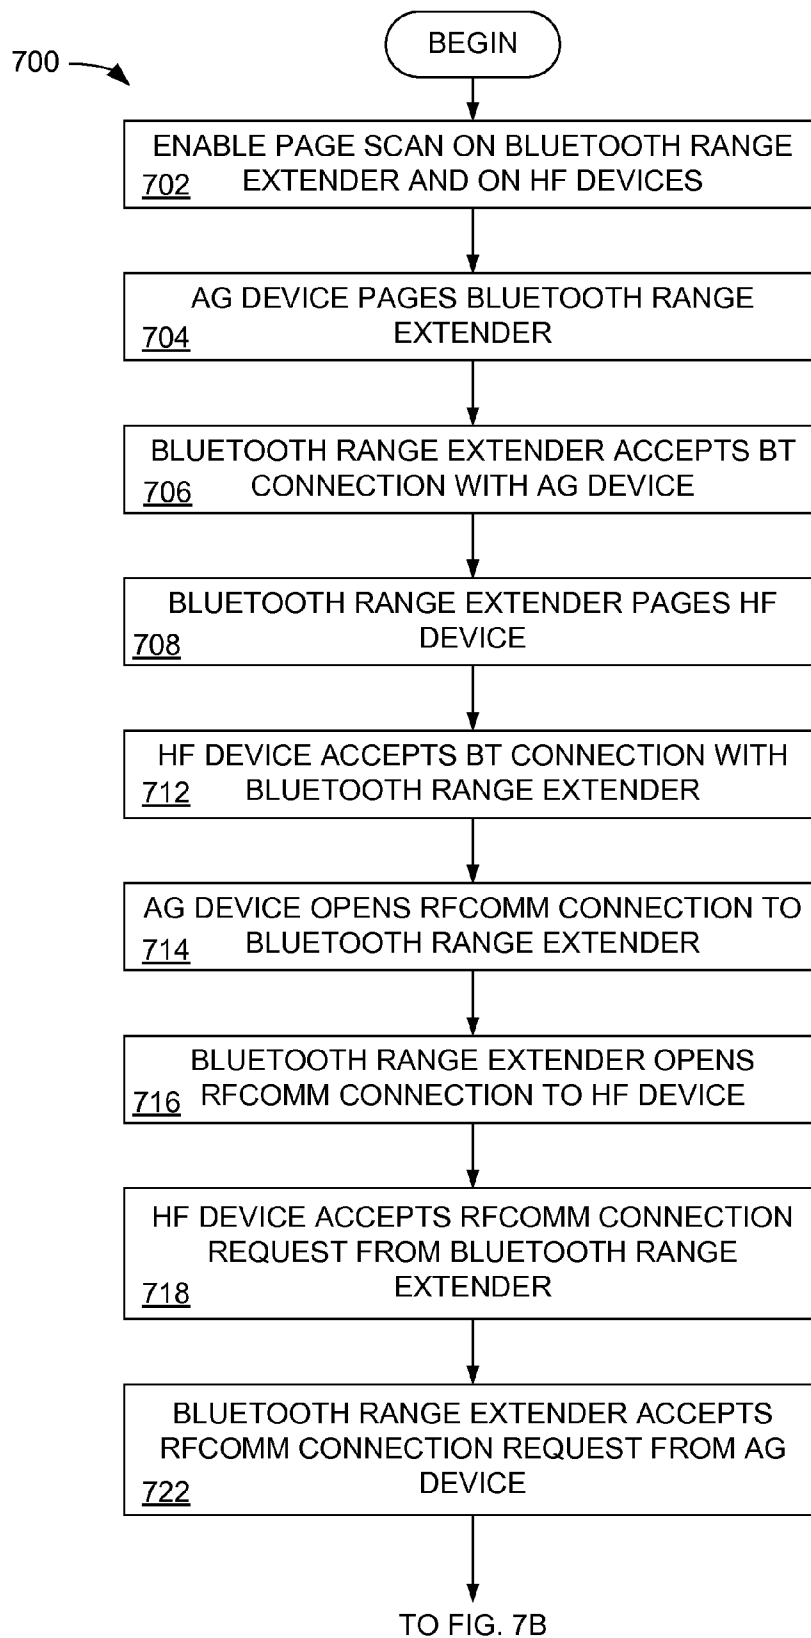 BEGIN
700
ENABLE PAGE SCAN ON BLUETOOTH RANGE
EXTENDER AND ON HF DEVICES
702
AG DEVICE PAGES BLUETOOTH RANGE
EXTENDER
704
BLUETOOTH RANGE EXTENDER ACCEPTS BT
CONNECTION WITH AG DEVICE
706
BLUETOOTH RANGE EXTENDER PAGES HF
DEVICE
708
HF DEVICE ACCEPTS BT CONNECTION WITH
BLUETOOTH RANGE EXTENDER
712
AG DEVICE OPENS RFCOMM CONNECTION TO
BLUETOOTH RANGE EXTENDER
714
BLUETOOTH RANGE EXTENDER OPENS
RFCOMM CONNECTION TO HF DEVICE
716
HF DEVICE ACCEPTS RFCOMM CONNECTION
REQUEST FROM BLUETOOTH RANGE
EXTENDER
718
BLUETOOTH RANGE EXTENDER ACCEPTS
RFCOMM CONNECTION REQUEST FROM AG
DEVICE
722
TO FIG. 7B